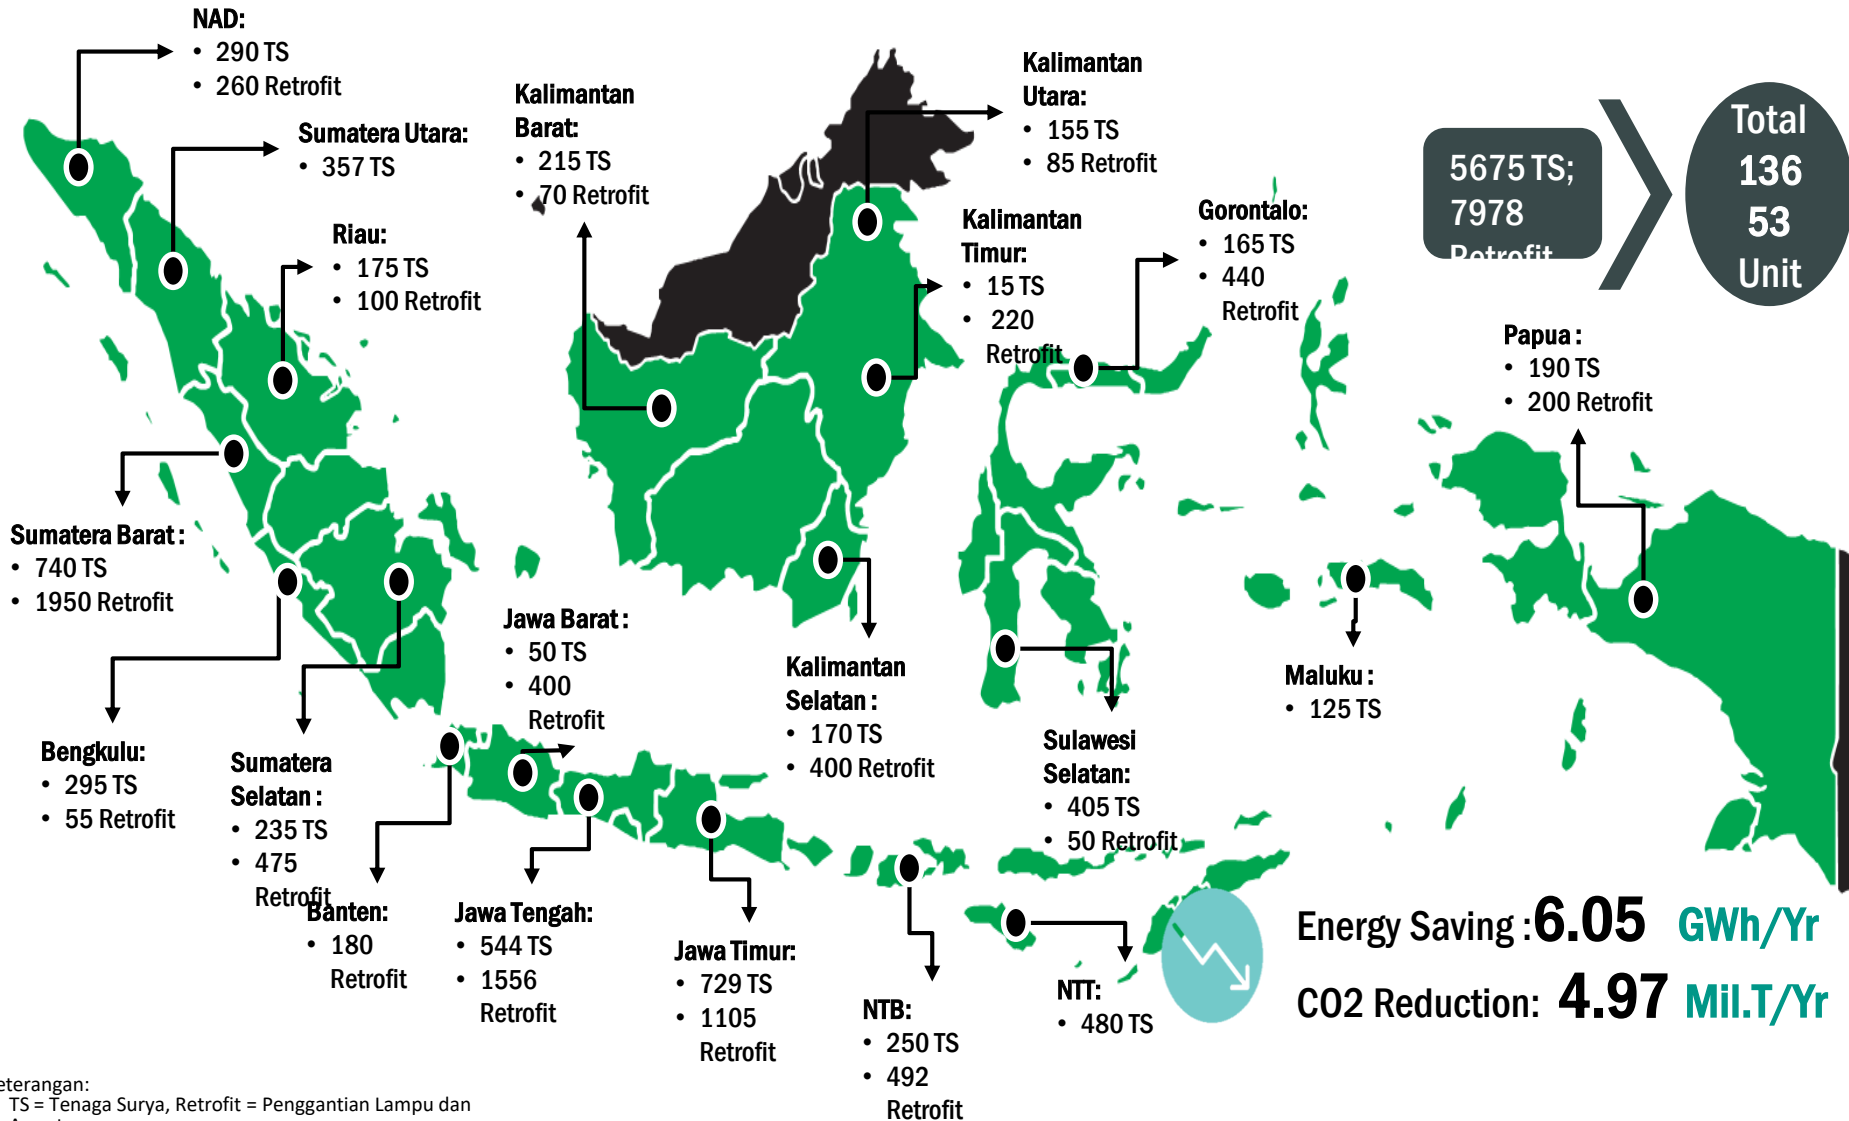 NAD:
• 290 TS
• 260 Retrofit
Sumatera Utara:
• 357 TS
Riau:
• 175 TS
• 100 Retrofit
Kalimantan
Barat:
• 215 TS
• 70 Retrofit
Kalimantan
Utara:
• 155 TS
• 85 Retrofit
Kalimantan
Timur:
• 15 TS
• 220
Retrofit
Gorontalo:
• 165 TS
• 440
Retrofit
5675 TS;
7978
Retrofit
Total
136
53
Unit
Papua :
• 190 TS
• 200 Retrofit
Sumatera Barat :
• 740 TS
• 1950 Retrofit
Bengkulu:
• 295 TS
• 55 Retrofit
Sumatera
Selatan :
• 235 TS
• 475
Retrofit
Jawa Barat :
• 50 TS
• 400
Retrofit
Kalimantan
Selatan :
• 170 TS
• 400 Retrofit
Sulawesi
Selatan:
• 405 TS
• 50 Retrofit
Maluku :
• 125 TS
Banten:
• 180
Retrofit
Jawa Tengah:
• 544 TS
• 1556
Retrofit
Jawa Timur:
• 729 TS
• 1105
Retrofit
NTB:
• 250 TS
• 492
Retrofit
NTT:
• 480 TS
Energy Saving :6.05 GWh/Yr
CO2 Reduction: 4.97 Mil.T/Yr
eterangan:
TS = Tenaga Surya, Retrofit = Penggantian Lampu dan